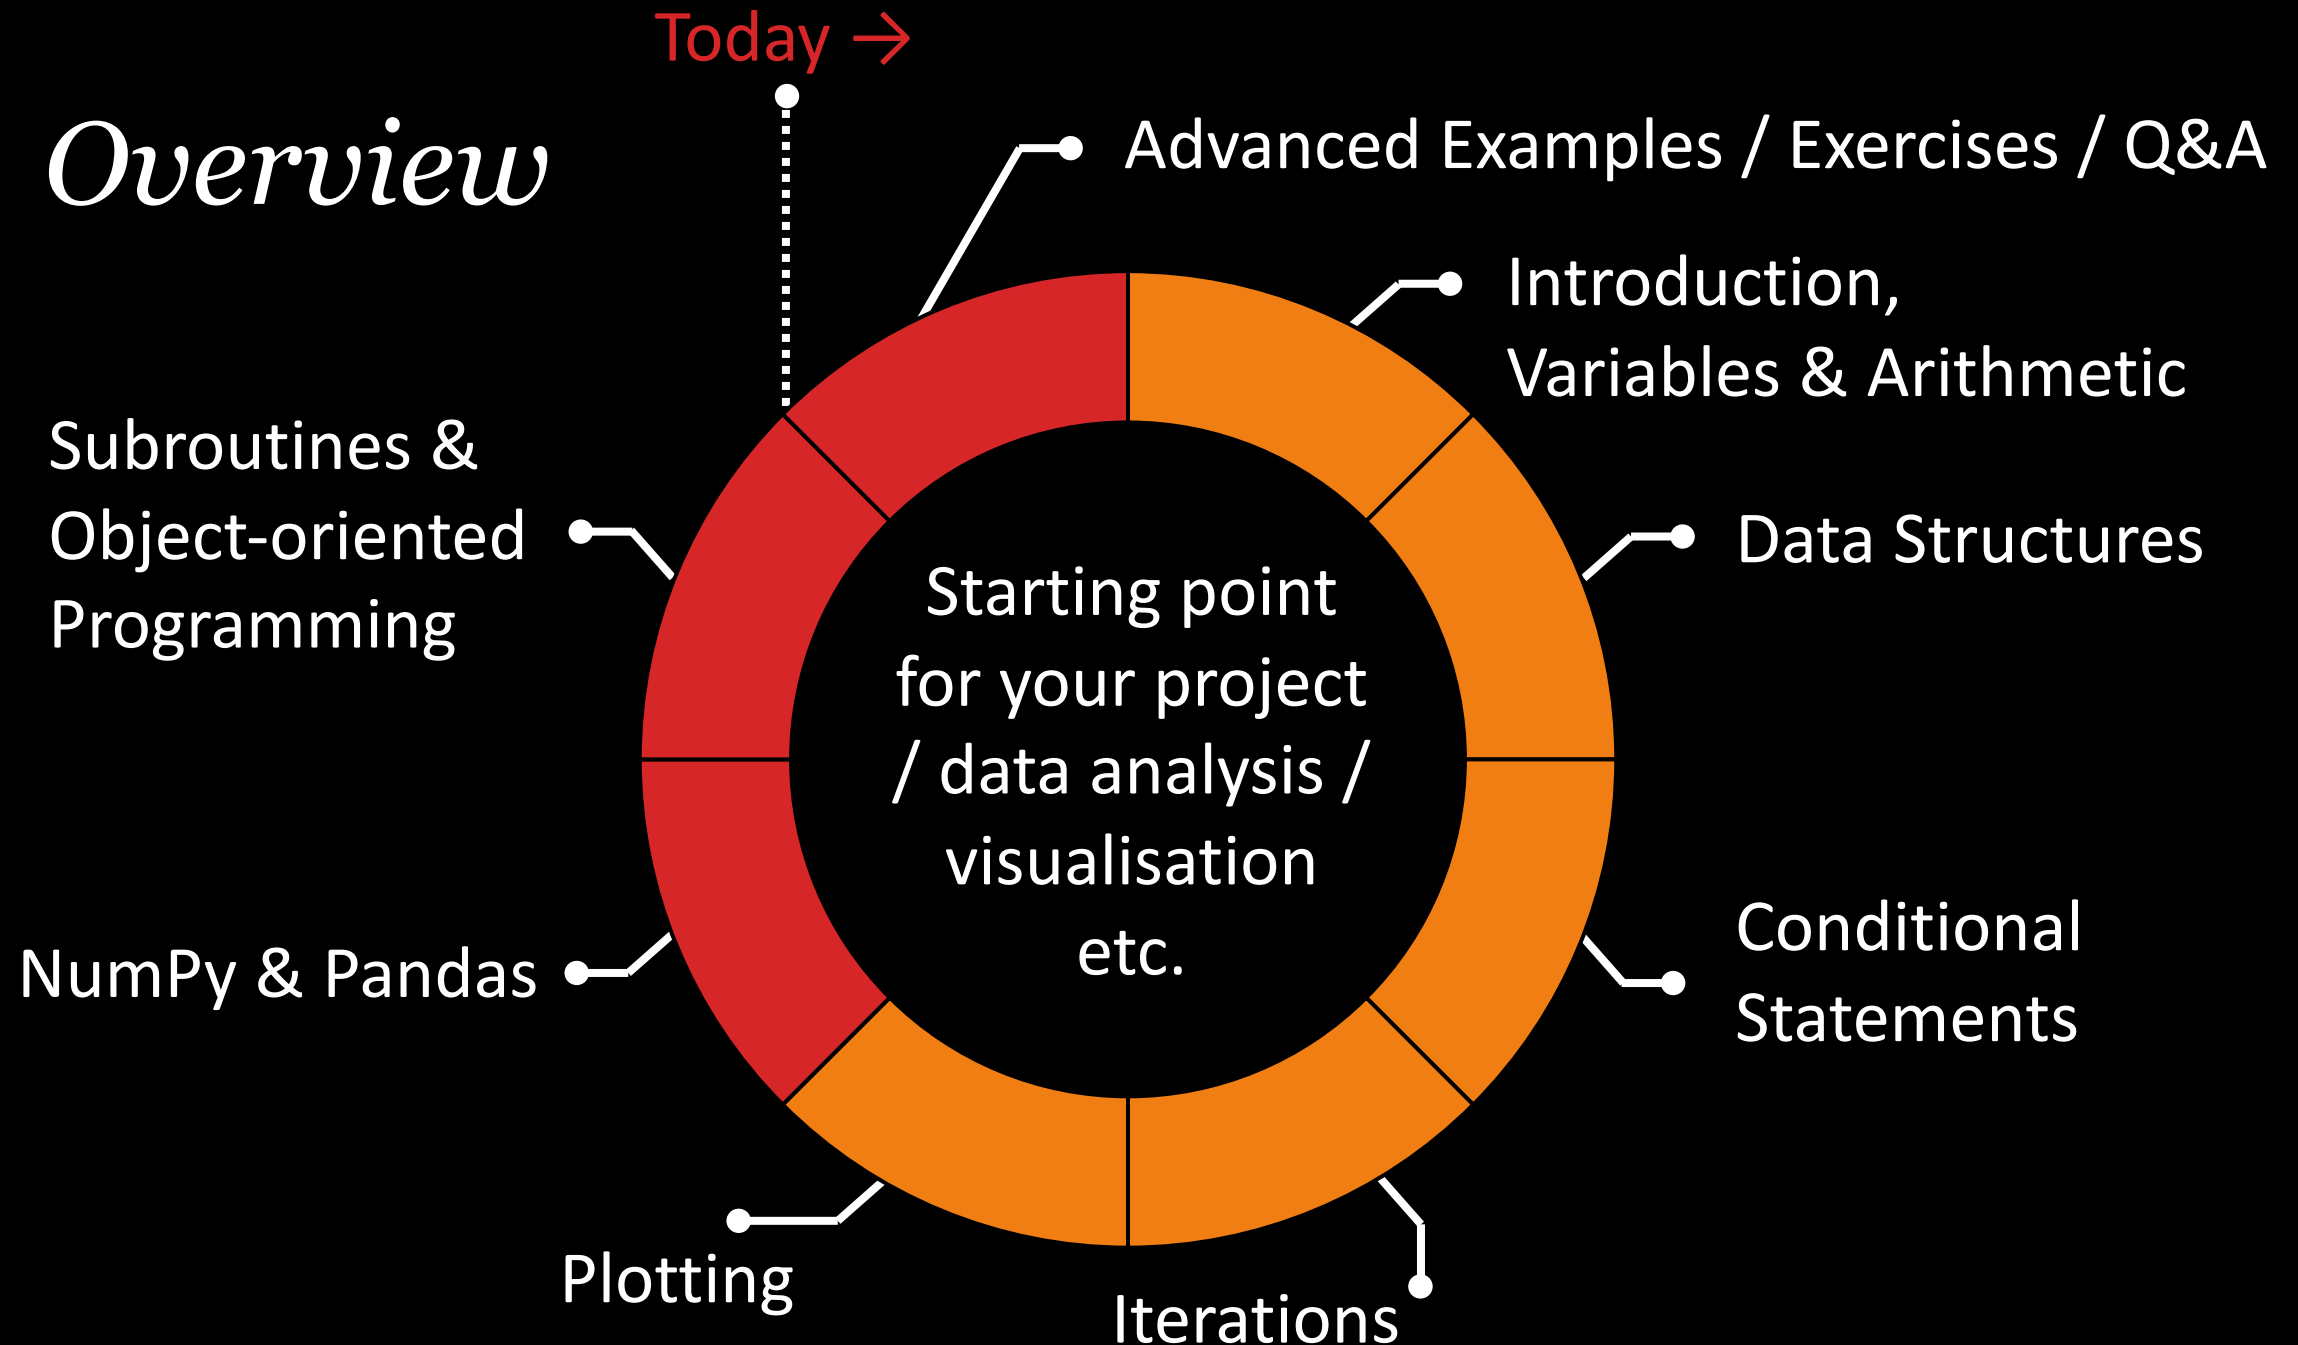 Today →
Overview
Advanced Examples / Exercises / Q&A
Introduction,
Variables & Arithmetic
Data Structures
Conditional
Statements
Iterations
Plotting
NumPy & Pandas
Subroutines &
Object-oriented
Programming
Starting point
for your project
/ data analysis /
visualisation
etc.